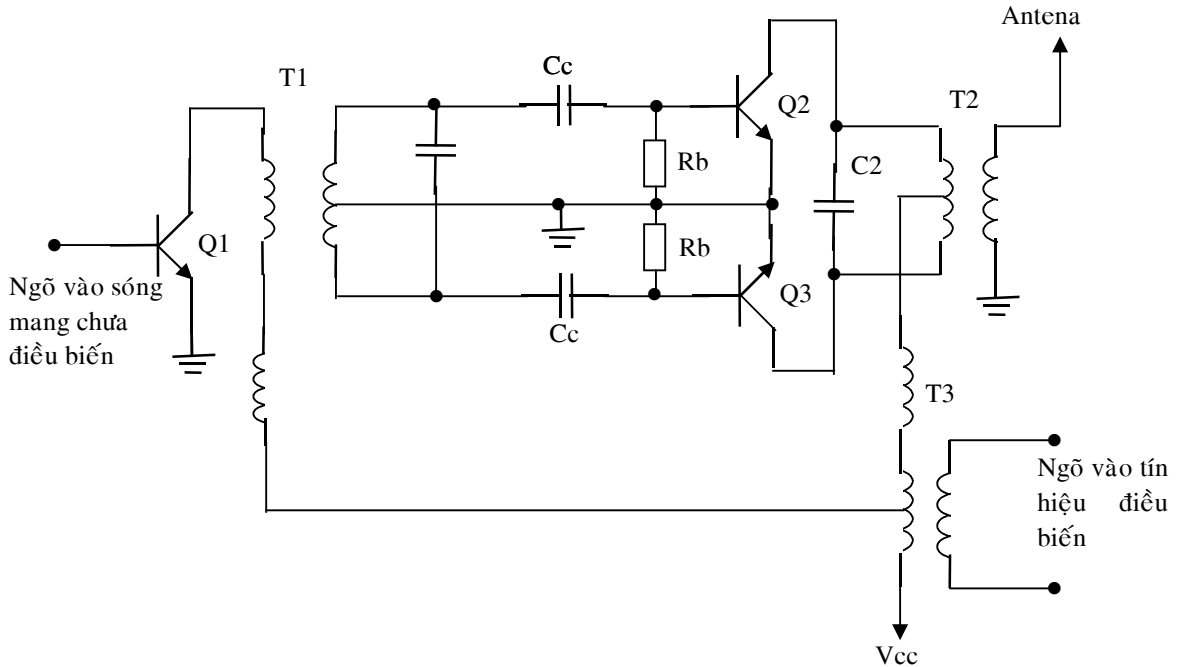 Antena
T1
Cc
Q2
T2
Rb
C2
Q1
Rb
Ngõ vào sóng
mang chưa
điều biến
Q3
Cc
T3
Ngõ vào tín
hiệu điều
biến
Vcc